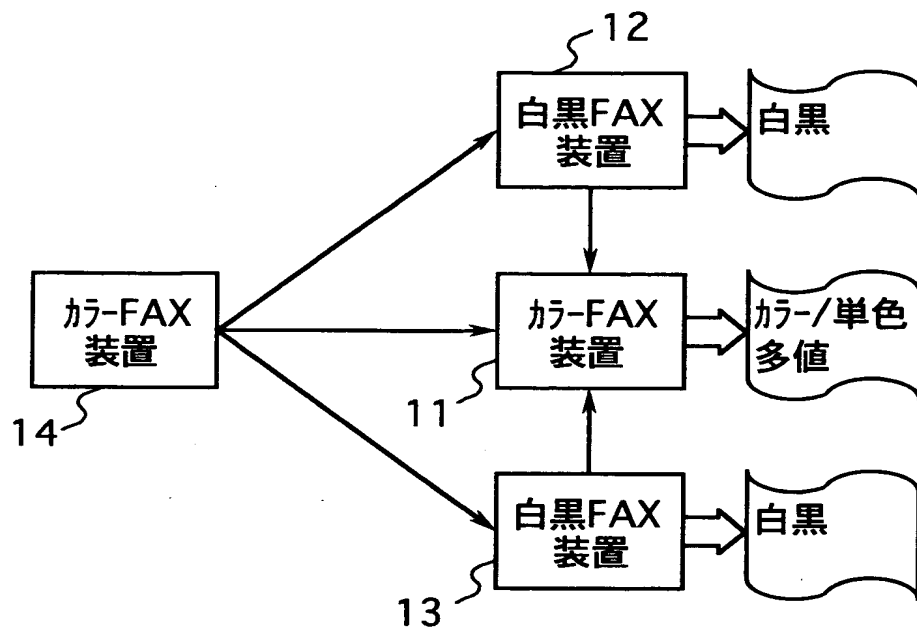 12
白黒FAX
装置
白黒
カラーFAX
装置
14
カラーFAX
装置
11
カラー/単色
多値
白黒FAX
装置
13
白黒